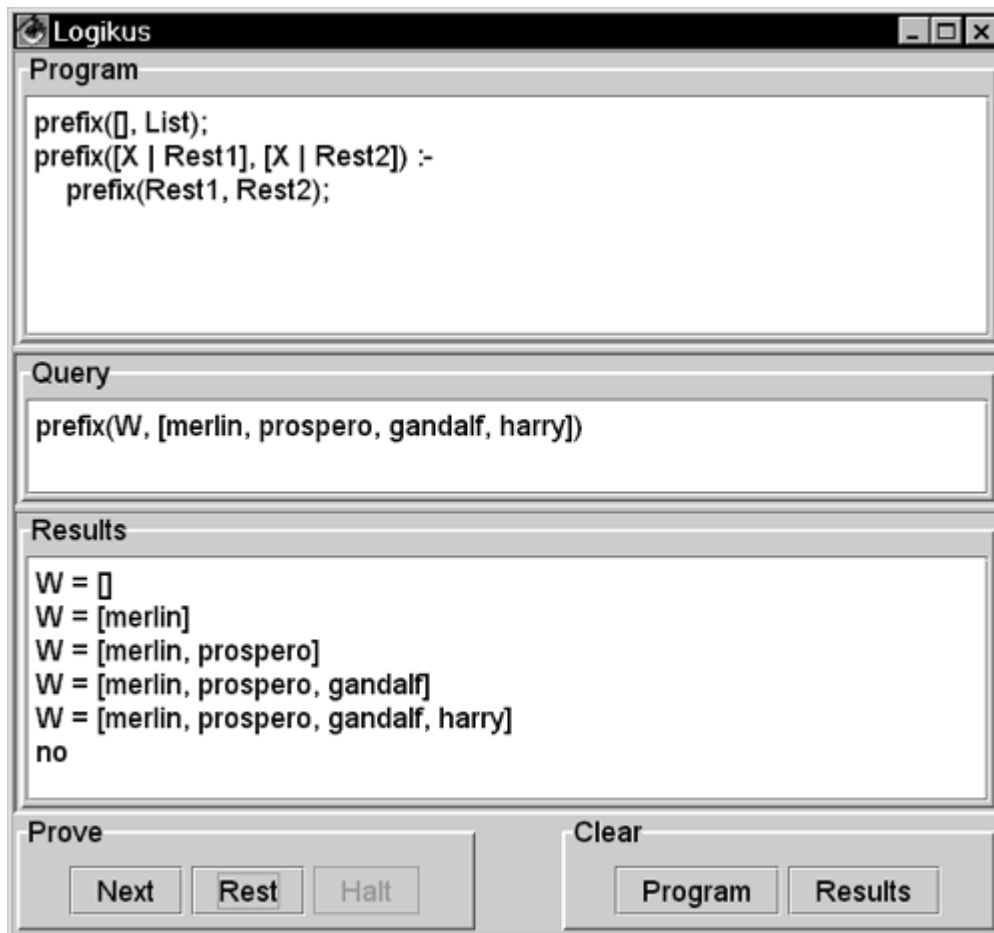 Logikus
Program
prefix([], List);
prefix([X | Rest1], [X | Rest2]) :-
prefix(Rest1, Rest2);
Query
prefix(W, [merlin, prospero, gandalf, harry])
Results
W = []
W = [merlin]
W = [merlin, prospero]
W = [merlin, prospero, gandalf]
W = [merlin, prospero, gandalf, harry]
no
Prove
Clear
Next Rest Halt
Program Results